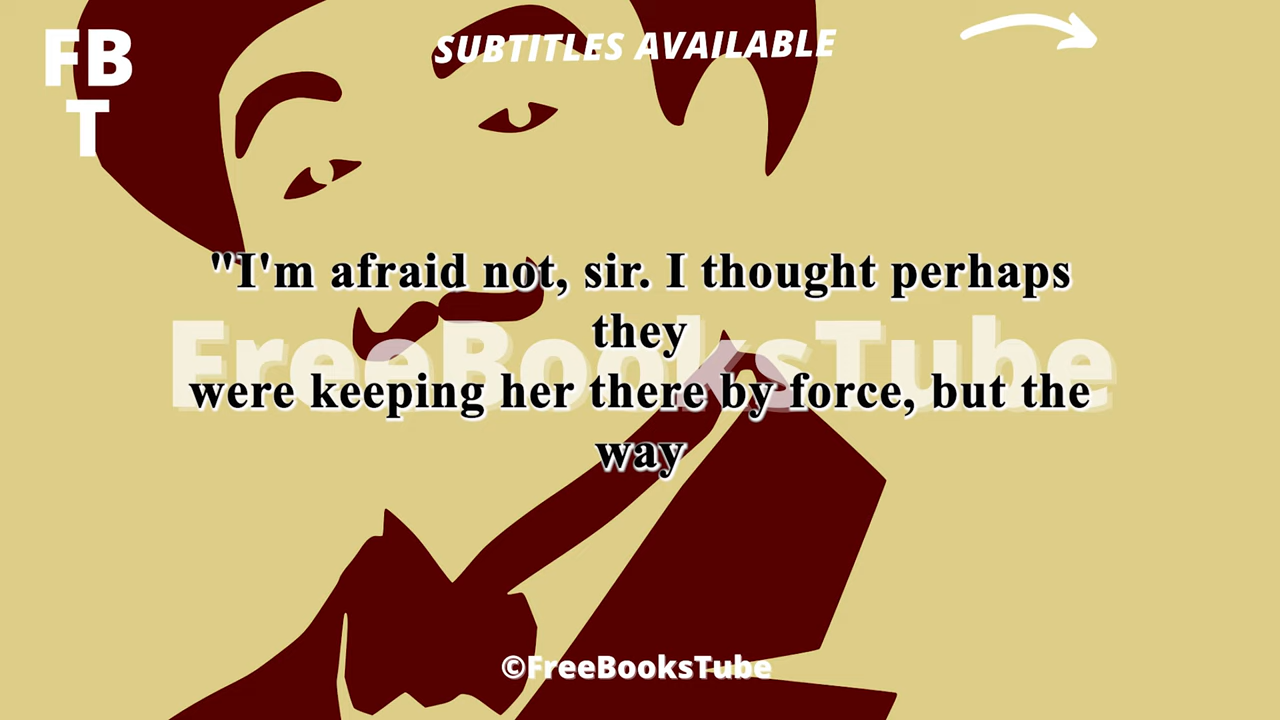 FB
T
SUBTITLES AVAILABLE
"I'm afraid not, sir. I thought perhaps
they
were keeping her there by force, but the
way
FreeBooksTube
©FreeBooksTube